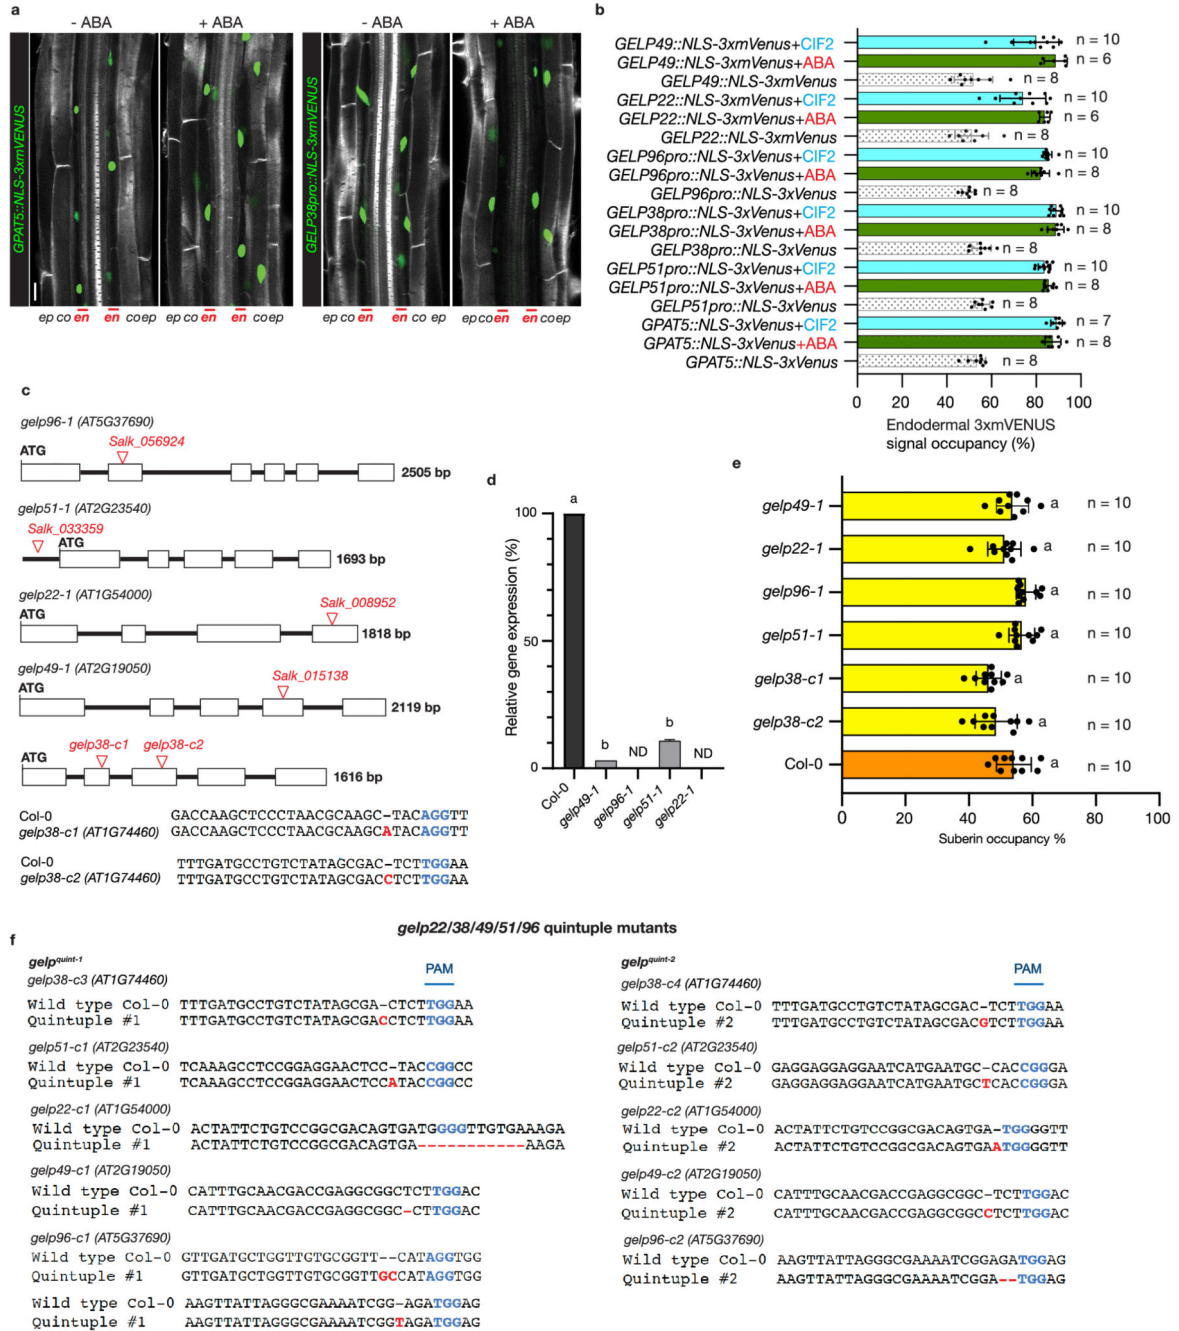 a
- ABA + ABA - ABA + ABA
GPAT5::NLS-3xmVENUS
GELP38pro::NLS-3xmVENUS
ep co en en co ep ep co en en co ep ep co en en co ep ep co en en co ep
b
GELP49::NLS-3xmVenus+CIF2 n = 10
GELP49::NLS-3xmVenus+ABA n = 6
GELP49::NLS-3xmVenus n = 8
GELP22::NLS-3xmVenus+CIF2 n = 10
GELP22::NLS-3xmVenus+ABA n = 6
GELP22::NLS-3xmVenus n = 8
GELP96pro::NLS-3xVenus+CIF2 n = 10
GELP96pro::NLS-3xVenus+ABA n = 8
GELP96pro::NLS-3xVenus n = 8
GELP38pro::NLS-3xVenus+CIF2 n = 10
GELP38pro::NLS-3xVenus+ABA n = 8
GELP38pro::NLS-3xVenus n = 8
GELP51pro::NLS-3xVenus+CIF2 n = 10
GELP51pro::NLS-3xVenus+ABA n = 8
GELP51pro::NLS-3xVenus n = 8
GPAT5::NLS-3xVenus+CIF2 n = 7
GPAT5::NLS-3xVenus+ABA n = 8
GPAT5::NLS-3xVenus n = 8
0 20 40 60 80 100
Endodermal 3xmVENUS
signal occupancy (%)
c
gelp96-1 (AT5G37690)
Salk_056924
ATG
2505 bp
gelp51-1 (AT2G23540)
Salk_033359
ATG
1693 bp
gelp22-1 (AT1G54000)
Salk_008952
ATG
1818 bp
gelp49-1 (AT2G19050)
Salk_015138
ATG
2119 bp
gelp38-c1 gelp38-c2
ATG
1616 bp
Col-0 GACCAAGCTCCCTAACGCAAGC-TACAGGTT
gelp38-c1 (AT1G74460) GACCAAGCTCCCTAACGCAAGCATACAGGTT
Col-0 TTTGATGCCTGTCTATAGCGAC-TCTTGGAA
gelp38-c2 (AT1G74460) TTTGATGCCTGTCTATAGCGACCTCTTGGAA
d
Relative gene expression (%)
100
50
0
a
b
ND
b
ND
Col-0 gelp49-1 gelp96-1 gelp51-1 gelp22-1
e
gelp49-1 a n = 10
gelp22-1 a n = 10
gelp96-1 a n = 10
gelp51-1 a n = 10
gelp38-c1 a n = 10
gelp38-c2 a n = 10
Col-0 a n = 10
0 20 40 60 80 100
Suberin occupancy %
gelp22/38/49/51/96 quintuple mutants
f
gelpquint-1
PAM
gelp38-c3 (AT1G74460)
Wild type Col-0 TTTGATGCCTGTCTATAGCGA-CTCTTGGAA
Quintuple #1 TTTGATGCCTGTCTATAGCGACCTCTTGGAA
gelp51-c1 (AT2G23540)
Wild type Col-0 TCAAAGCCTCCGGAGGAACTCC-TACCGGCC
Quintuple #1 TCAAAGCCTCCGGAGGAACTCCATACCGGCC
gelp22-c1 (AT1G54000)
Wild type Col-0 ACTATTCTGTCCGGCGACAGTGATGGGGTTGTGAAAGA
Quintuple #1 ACTATTCTGTCCGGCGACAGTGA-----------AAGA
gelp49-c1 (AT2G19050)
Wild type Col-0 CATTTGCAACGACCGAGGCGGCTCTTGGAC
Quintuple #1 CATTTGCAACGACCGAGGCGGC-CTTGGAC
gelp96-c1 (AT5G37690)
Wild type Col-0 GTTGATGCTGGTTGTGCGGTT--CATAGGTGG
Quintuple #1 GTTGATGCTGGTTGTGCGGTTGCCATAGGTGG
Wild type Col-0 AAGTTATTAGGGCGAAAATCGG-AGATGGAG
Quintuple #1 AAGTTATTAGGGCGAAAATCGGTAGATGGAG
gelpquint-2
PAM
gelp38-c4 (AT1G74460)
Wild type Col-0 TTTGATGCCTGTCTATAGCGAC-TCTTGGAA
Quintuple #2 TTTGATGCCTGTCTATAGCGACGTCTTGGAA
gelp51-c2 (AT2G23540)
Wild type Col-0 GAGGAGGAGGAATCATGAATGC-CACCGGGA
Quintuple #2 GAGGAGGAGGAATCATGAATGCTCACCGGGA
gelp22-c2 (AT1G54000)
Wild type Col-0 ACTATTCTGTCCGGCGACAGTGA-TGGGGTT
Quintuple #2 ACTATTCTGTCCGGCGACAGTGAATGGGGTT
gelp49-c2 (AT2G19050)
Wild type Col-0 CATTTGCAACGACCGAGGCGGC-TCTTGGAC
Quintuple #2 CATTTGCAACGACCGAGGCGGCCTCTTGGAC
gelp96-c2 (AT5G37690)
Wild type Col-0 AAGTTATTAGGGCGAAAATCGGAGATGGAG
Quintuple #2 AAGTTATTAGGGCGAAAATCGGA--TGGAG